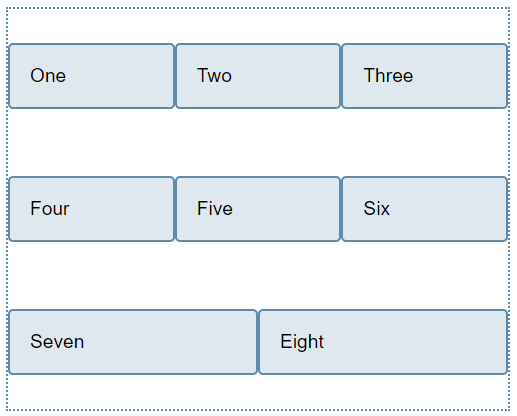 One Two Three
Four Five Six
Seven Eight